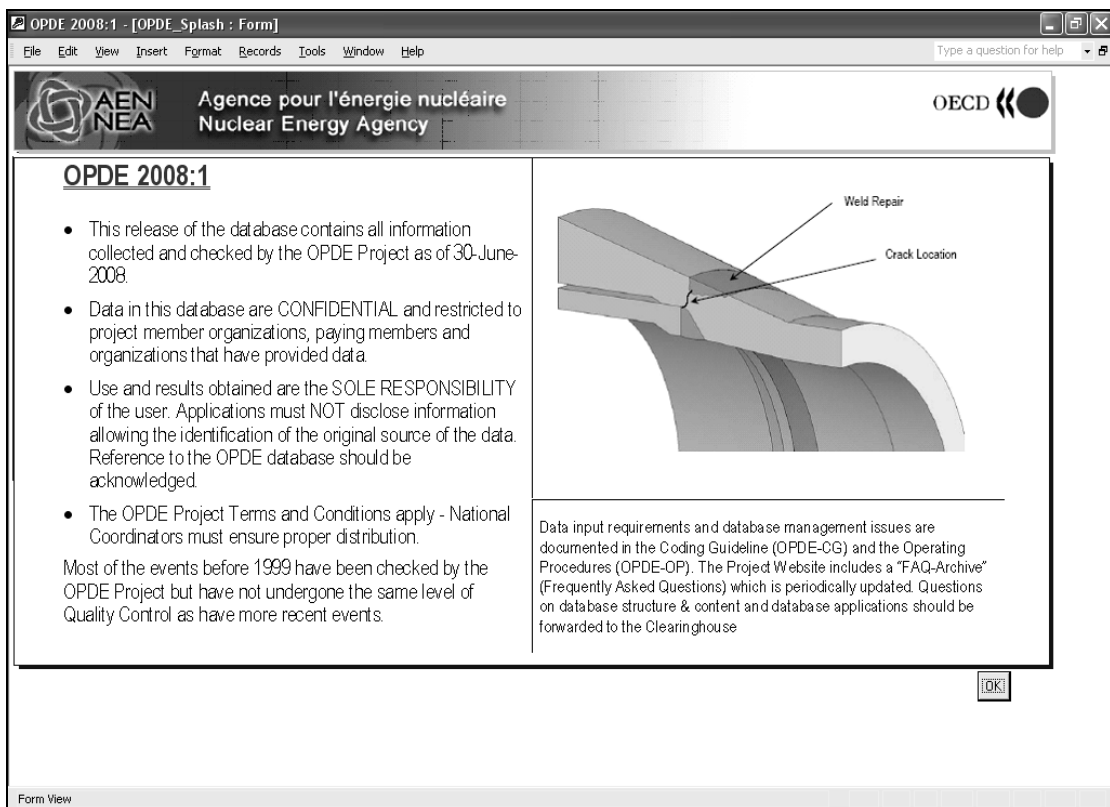 OPDE 2008:1 - [OPDE_Splash : Form]
File Edit View Insert Format Records Tools Window Help
Type a question for help
AEN
NEA
Agence pour l'énergie nucléaire
Nuclear Energy Agency
OECD
OPDE 2008:1
• This release of the database contains all information
collected and checked by the OPDE Project as of 30-June-
2008.
• Data in this database are CONFIDENTIAL and restricted to
project member organizations, paying members and
organizations that have provided data.
• Use and results obtained are the SOLE RESPONSIBILITY
of the user. Applications must NOT disclose information
allowing the identification of the original source of the data.
Reference to the OPDE database should be
acknowledged.
• The OPDE Project Terms and Conditions apply - National
Coordinators must ensure proper distribution.
Most of the events before 1999 have been checked by the
OPDE Project but have not undergone the same level of
Quality Control as have more recent events.
Weld Repair
Crack Location
Data input requirements and database management issues are
documented in the Coding Guideline (OPDE-CG) and the Operating
Procedures (OPDE-OP). The Project Website includes a "FAQ-Archive"
(Frequently Asked Questions) which is periodically updated. Questions
on database structure & content and database applications should be
forwarded to the Clearinghouse
OK
Form View